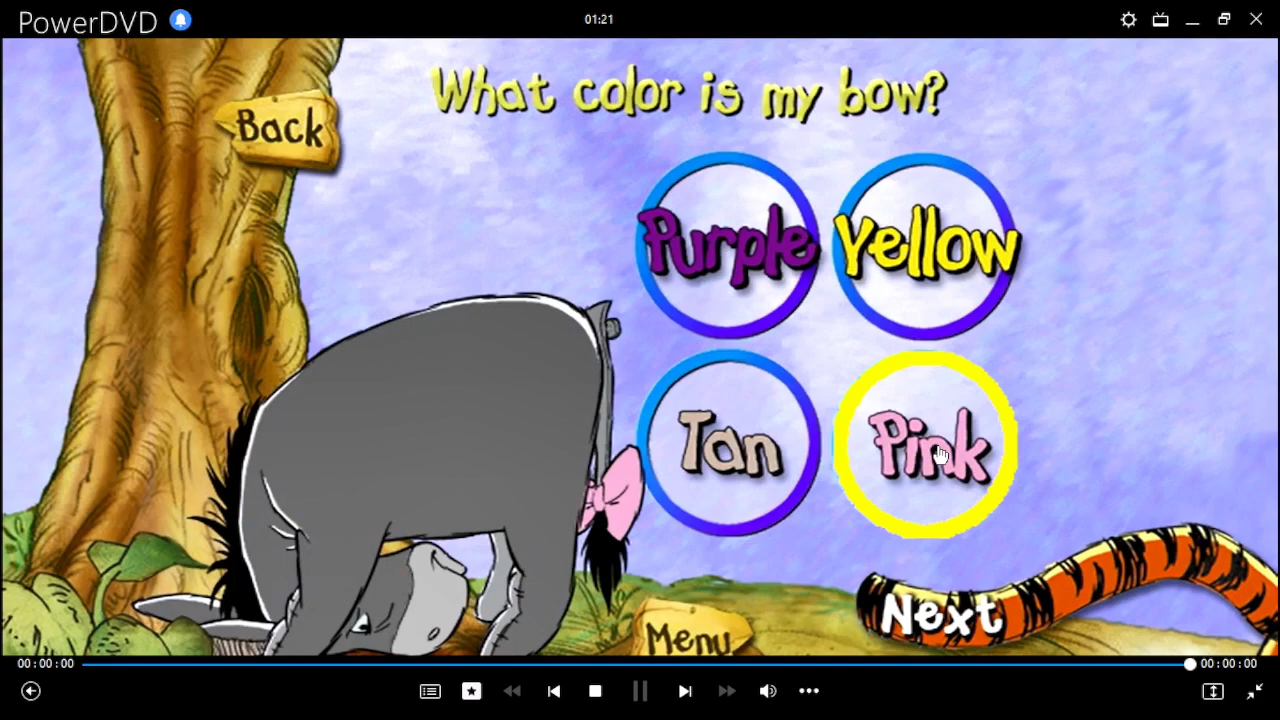 PowerDVD
01:21
What color is my bow?
Back
Purple
Yellow
Tan
Pink
Next
Menu
00:00:00
00:00:00